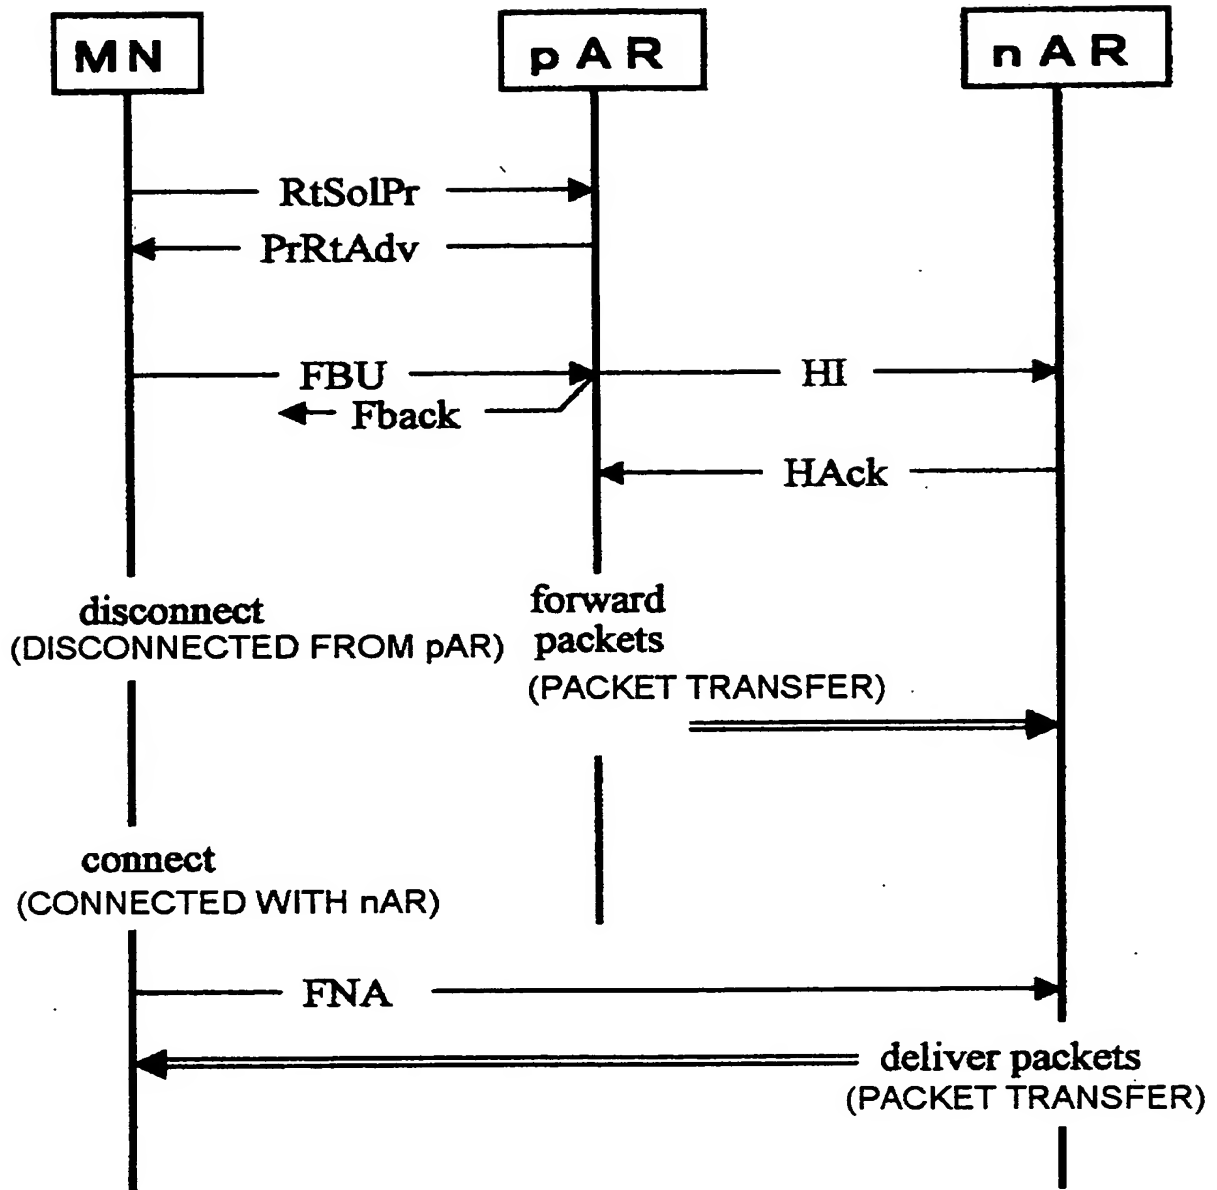 MN
pAR
nAR
RtSolPr
PrRtAdv
FBU
HI
Fback
HAck
disconnect
(DISCONNECTED FROM pAR)
forward
packets
(PACKET TRANSFER)
connect
(CONNECTED WITH nAR)
FNA
deliver packets
(PACKET TRANSFER)